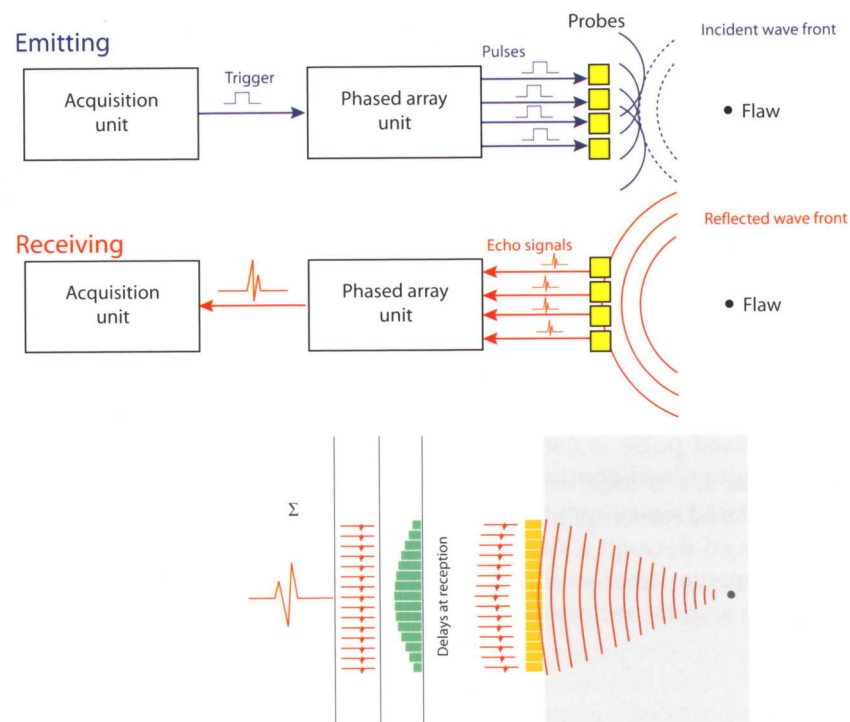 Emitting
Probes
Incident wave front
Acquisition
unit
Trigger
Phased array
unit
Pulses
Flaw
Receiving
Reflected wave front
Acquisition
unit
Phased array
unit
Echo signals
Flaw
Σ
Delays at reception